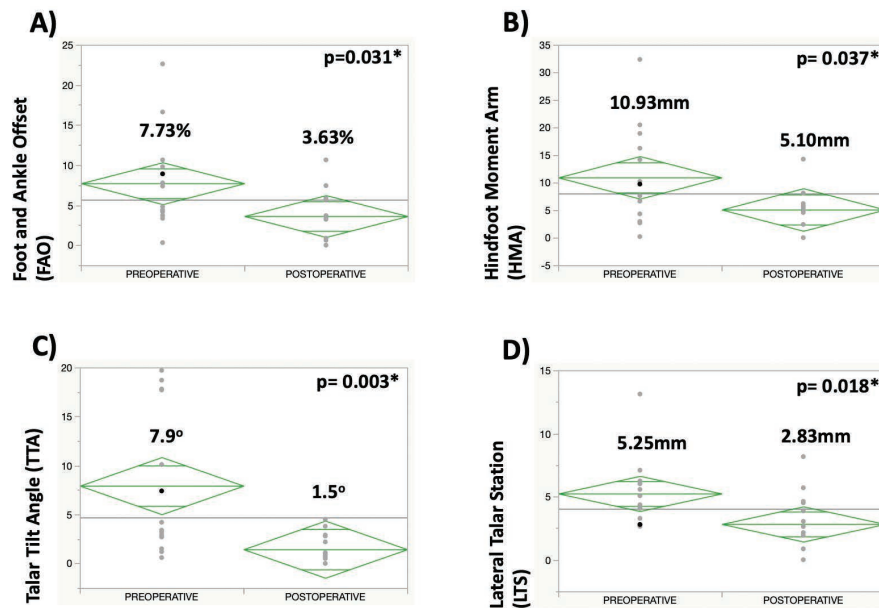 A)
Foot and Ankle Offset
(FAO)
25
20
15
10
5
0
p=0.031*
7.73%
3.63%
PREOPERATIVE
POSTOPERATIVE
B)
Hindfoot Moment Arm
(HMA)
35
30
25
20
15
10
5
0
-5
p= 0.037*
10.93mm
5.10mm
PREOPERATIVE
POSTOPERATIVE
C)
Talar Tilt Angle (TTA)
20
15
10
5
0
p= 0.003*
7.9º
1.5º
PREOPERATIVE
POSTOPERATIVE
D)
Lateral Talar Station
(LTS)
15
10
5
0
p= 0.018*
5.25mm
2.83mm
PREOPERATIVE
POSTOPERATIVE